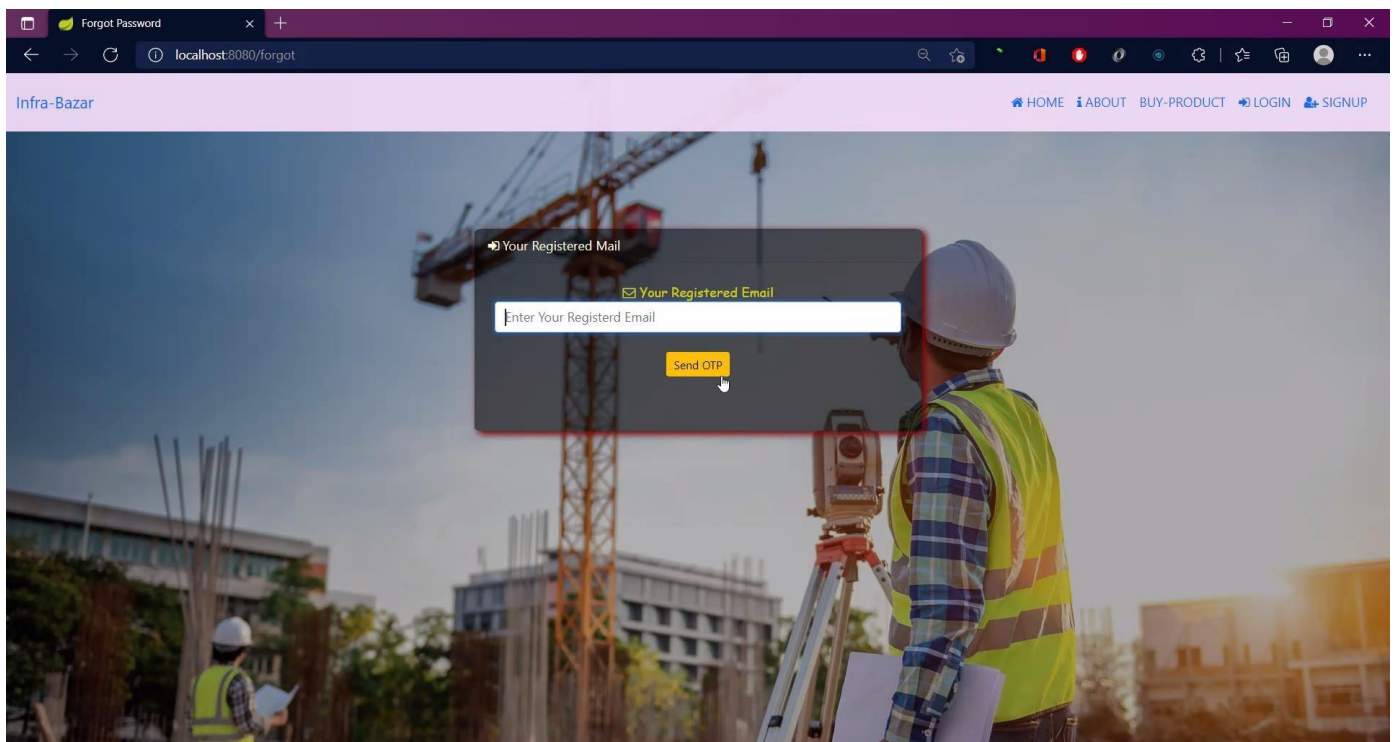 Forgot Password
localhost:8080/forgot
Infra-Bazar
HOME ABOUT BUY-PRODUCT LOGIN SIGNUP
Your Registered Mail
Your Registered Email
Enter Your Registerd Email
Send OTP